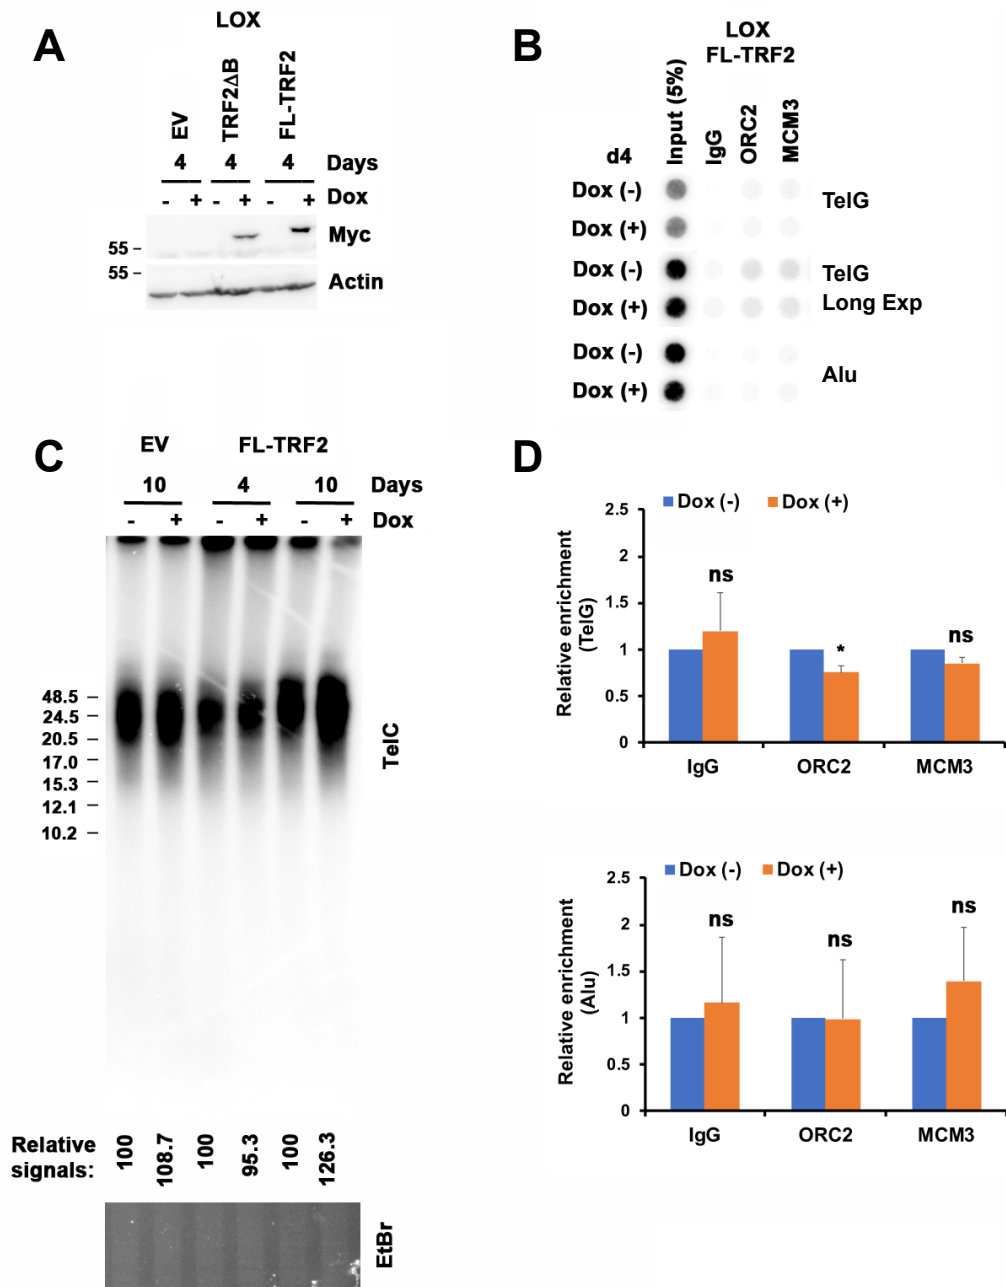 A
LOX
EV
TRF2ΔB
FL-TRF2
4 4 4 Days
- + - + - + Dox
Myc
55
55
Actin
B
LOX
FL-TRF2
Input (5%)
IgG
ORC2
MCM3
d4
Dox (-)
TelG
Dox (+)
Dox (-)
TelG
Long Exp
Dox (+)
Dox (-)
Alu
Dox (+)
C
EV FL-TRF2
10 4 10 Days
- + - + - + Dox
48.5
24.5
20.5
17.0
15.3
12.1
10.2
TelC
Relative
signals:
100
108.7
100
95.3
100
126.3
EtBr
D
Dox (-) Dox (+)
Relative enrichment
(TelG)
2.5
2
1.5
1
0.5
0
ns
*
ns
IgG ORC2 MCM3
Dox (-) Dox (+)
Relative enrichment
(Alu)
2.5
2
1.5
1
0.5
0
ns
ns
ns
IgG ORC2 MCM3